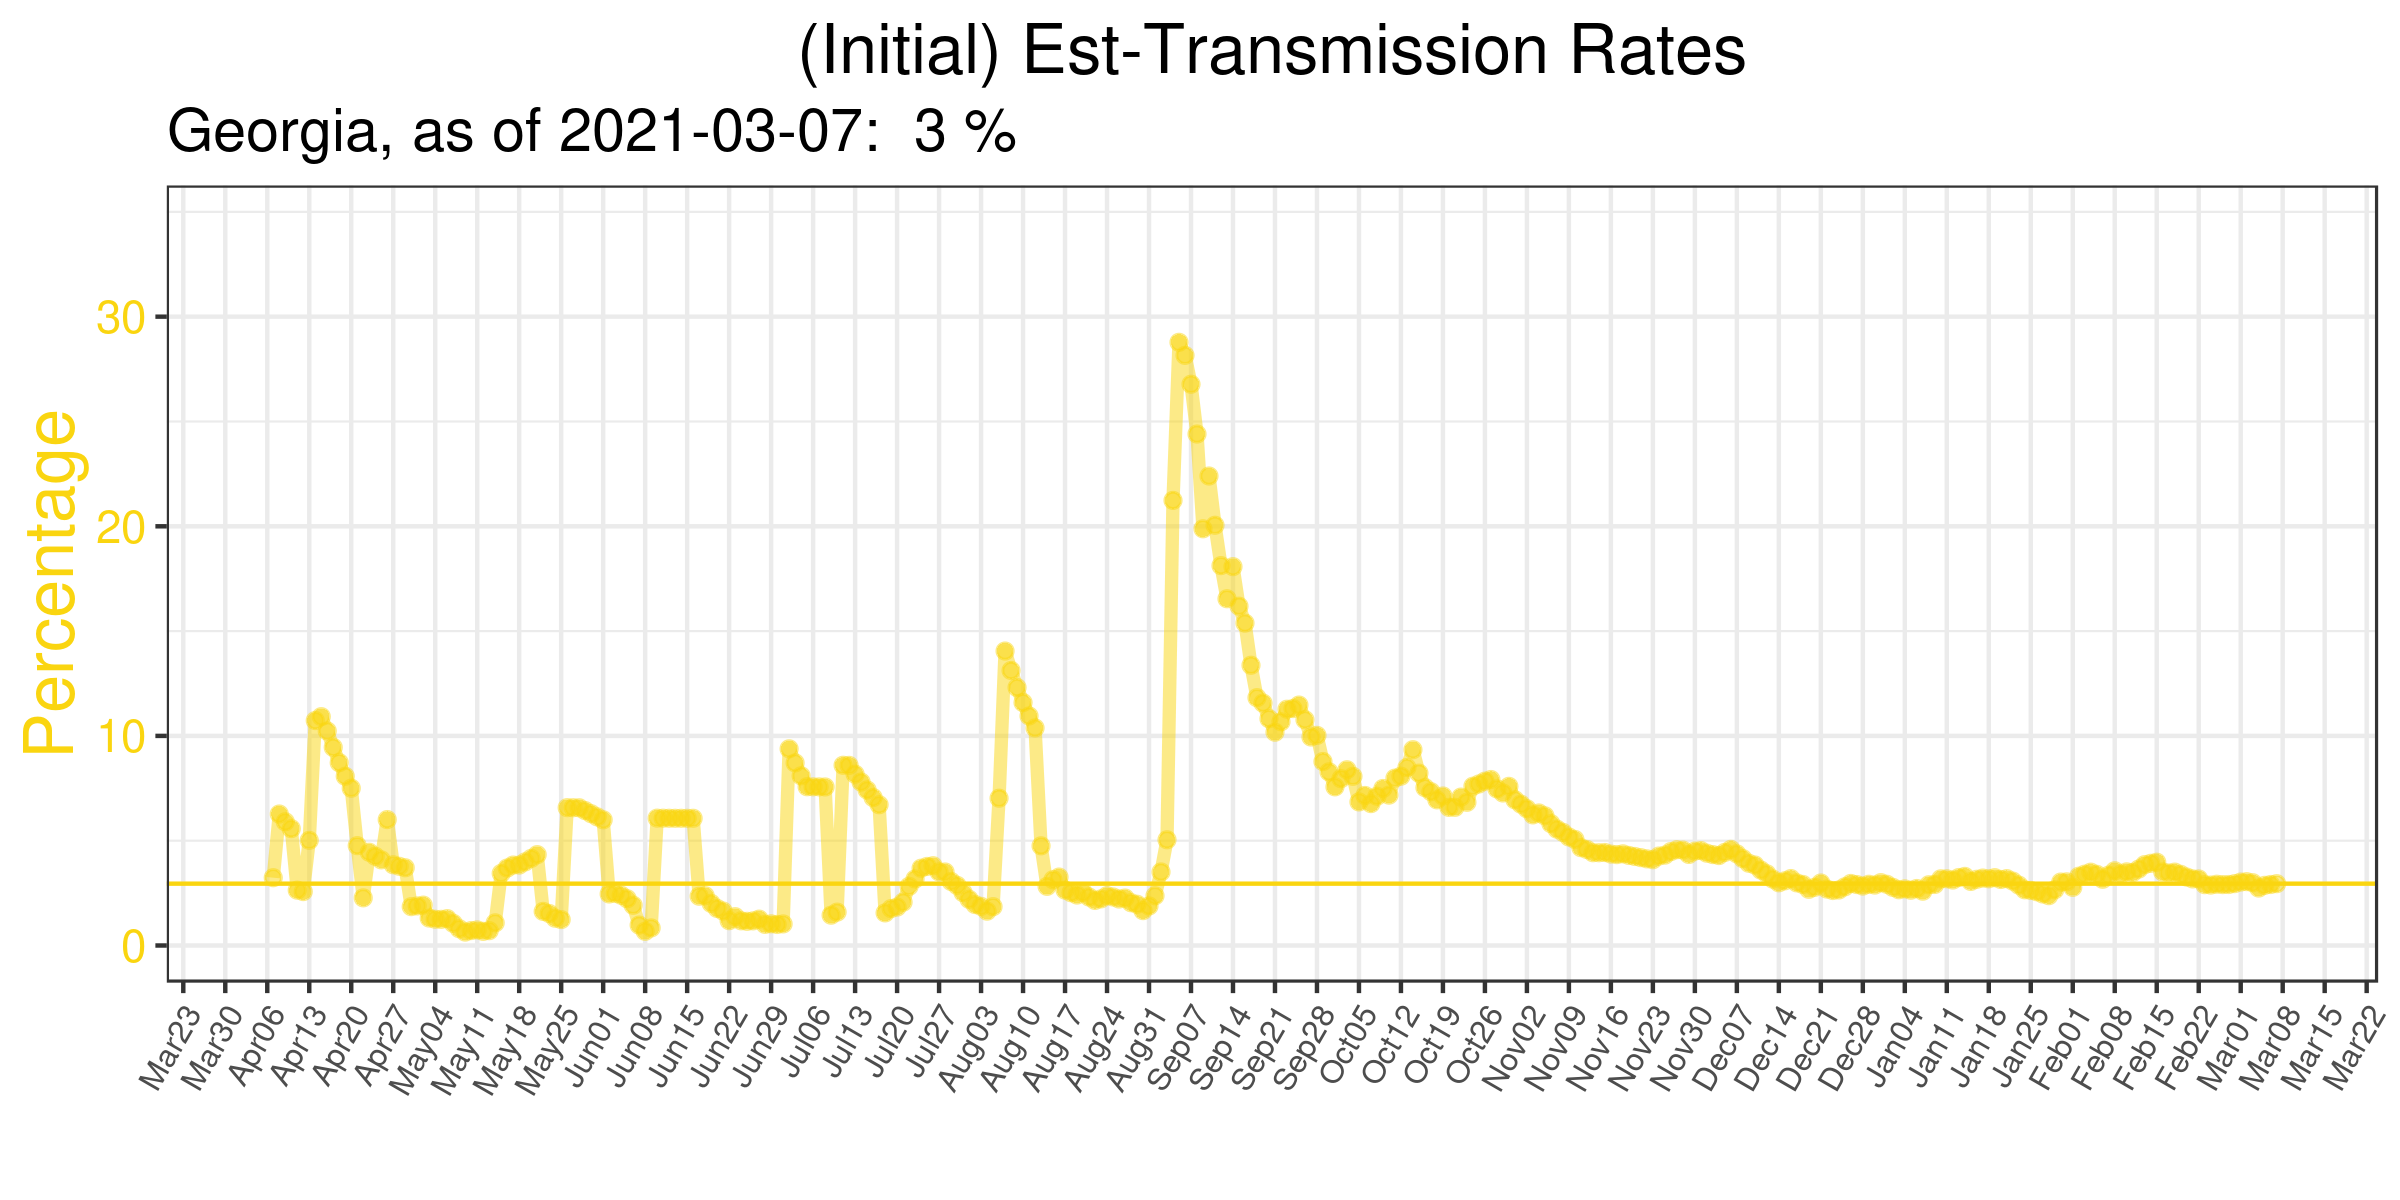 (Initial) Est-Transmission Rates
Georgia, as of 2021-03-07:  3 %
Percentage
30
20
10
0
Mar23 Mar30 Apr06 Apr13 Apr20 Apr27 May04 May11 May18 May25 Jun01 Jun08 Jun15 Jun22 Jun29 Jul06 Jul13 Jul20 Jul27 Aug03 Aug10 Aug17 Aug24 Aug31 Sep07 Sep14 Sep21 Sep28 Oct05 Oct12 Oct19 Oct26 Nov02 Nov09 Nov16 Nov23 Nov30 Dec07 Dec14 Dec21 Dec28 Jan04 Jan11 Jan18 Jan25 Feb01 Feb08 Feb15 Feb22 Mar01 Mar08 Mar15 Mar22